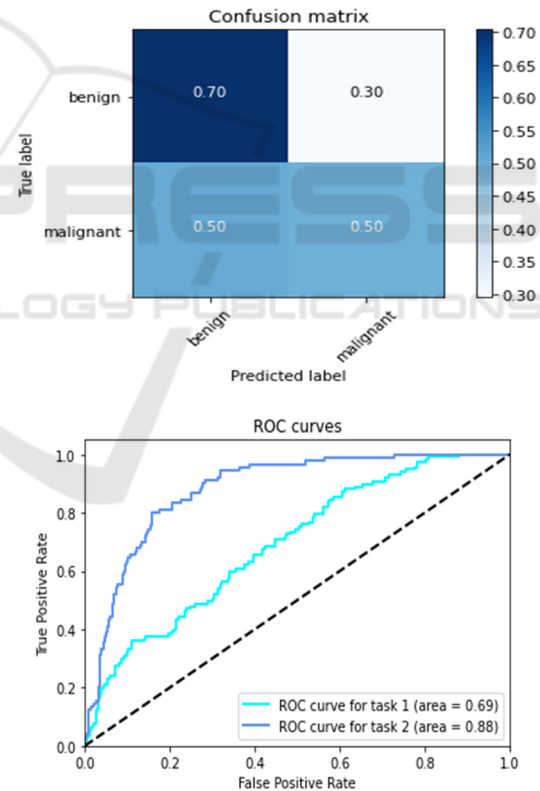 Confusion matrix
0.70
0.65
0.60
0.55
0.50
0.45
0.40
0.35
0.30
True label
benign
0.70 0.30
malignant
0.50 0.50
benign malignant
Predicted label
PRESS
LOGY PUBLICATIONS
ROC curves
True Positive Rate
1.0
0.8
0.6
0.4
0.2
0.0
ROC curve for task 1 (area = 0.69)
ROC curve for task 2 (area = 0.88)
0.0 0.2 0.4 0.6 0.8 1.0
False Positive Rate